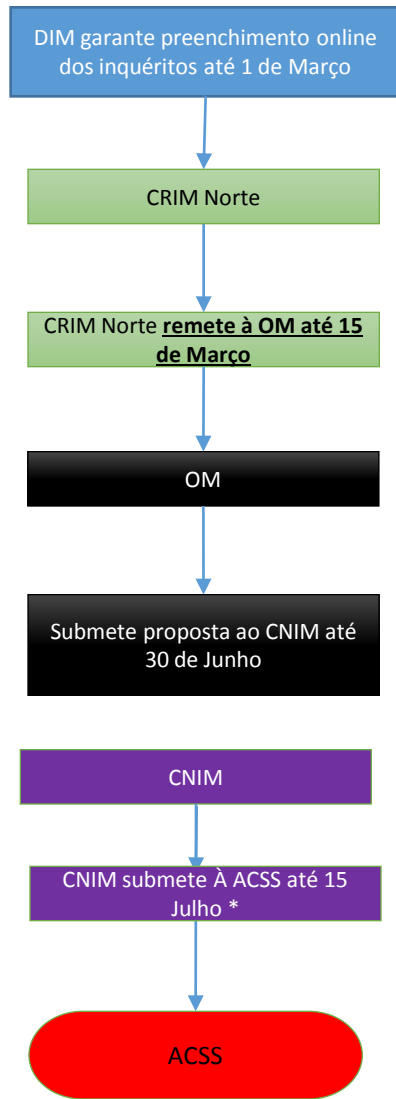 DIM garante preenchimento online
dos inquéritos até 1 de Março
CRIM Norte
CRIM Norte remete à OM até 15
de Março
OM
Submete proposta ao CNIM até
30 de Junho
CNIM
CNIM submete À ACSS até 15
Julho *
ACSS